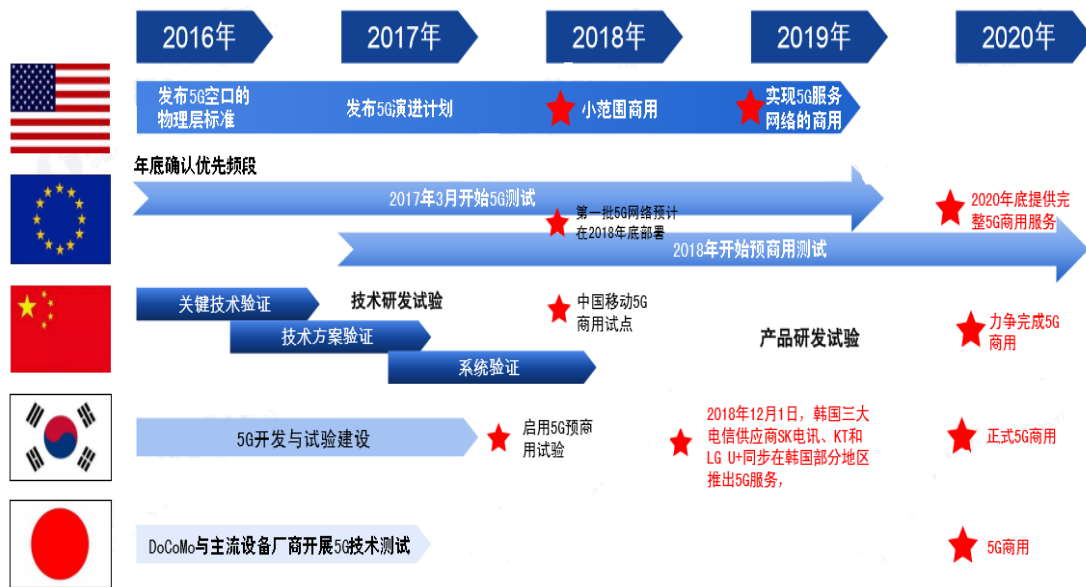 2016年
2017年
2018年
2019年
2020年
发布5G空口的
物理层标准
发布5G演进计划
小范围商用
实现5G服务
网络的商用
年底确认优先频段
2017年3月开始5G测试
第一批5G网络预计
在2018年底部署
2020年底提供完
整5G商用服务
2018年开始预商用测试
关键技术验证
技术研发试验
技术方案验证
系统验证
中国移动5G
商用试点
产品研发试验
力争完成5G
商用
5G开发与试验建设
启用5G预商
用试验
2018年12月1日，韩国三大
电信供应商SK电讯、KT和
LG U+同步在韩国部分地区
推出5G服务，
正式5G商用
DoCoMo与主流设备厂商开展5G技术测试
5G商用